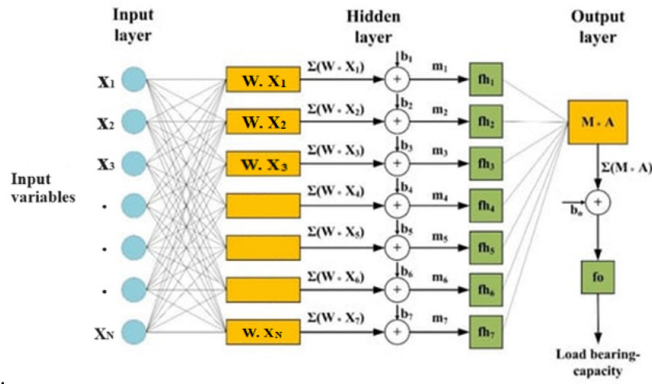 Input
layer
Hidden
layer
Output
layer
Input
variables
X1
X2
X3
.
.
.
XN
W. X1
W. X2
W. X3
W. XN
Σ(W * X1)
Σ(W * X2)
Σ(W * X3)
Σ(W * X4)
Σ(W * X5)
Σ(W * X6)
Σ(W * X7)
b1
b2
b3
b4
b5
b6
b7
+
+
+
+
+
+
+
m1
m2
m3
m4
m5
m6
m7
fh1
fh2
fh3
fh4
fh5
fh6
fh7
M * A
Σ(M * A)
bo
+
fo
Load bearing-
capacity
.